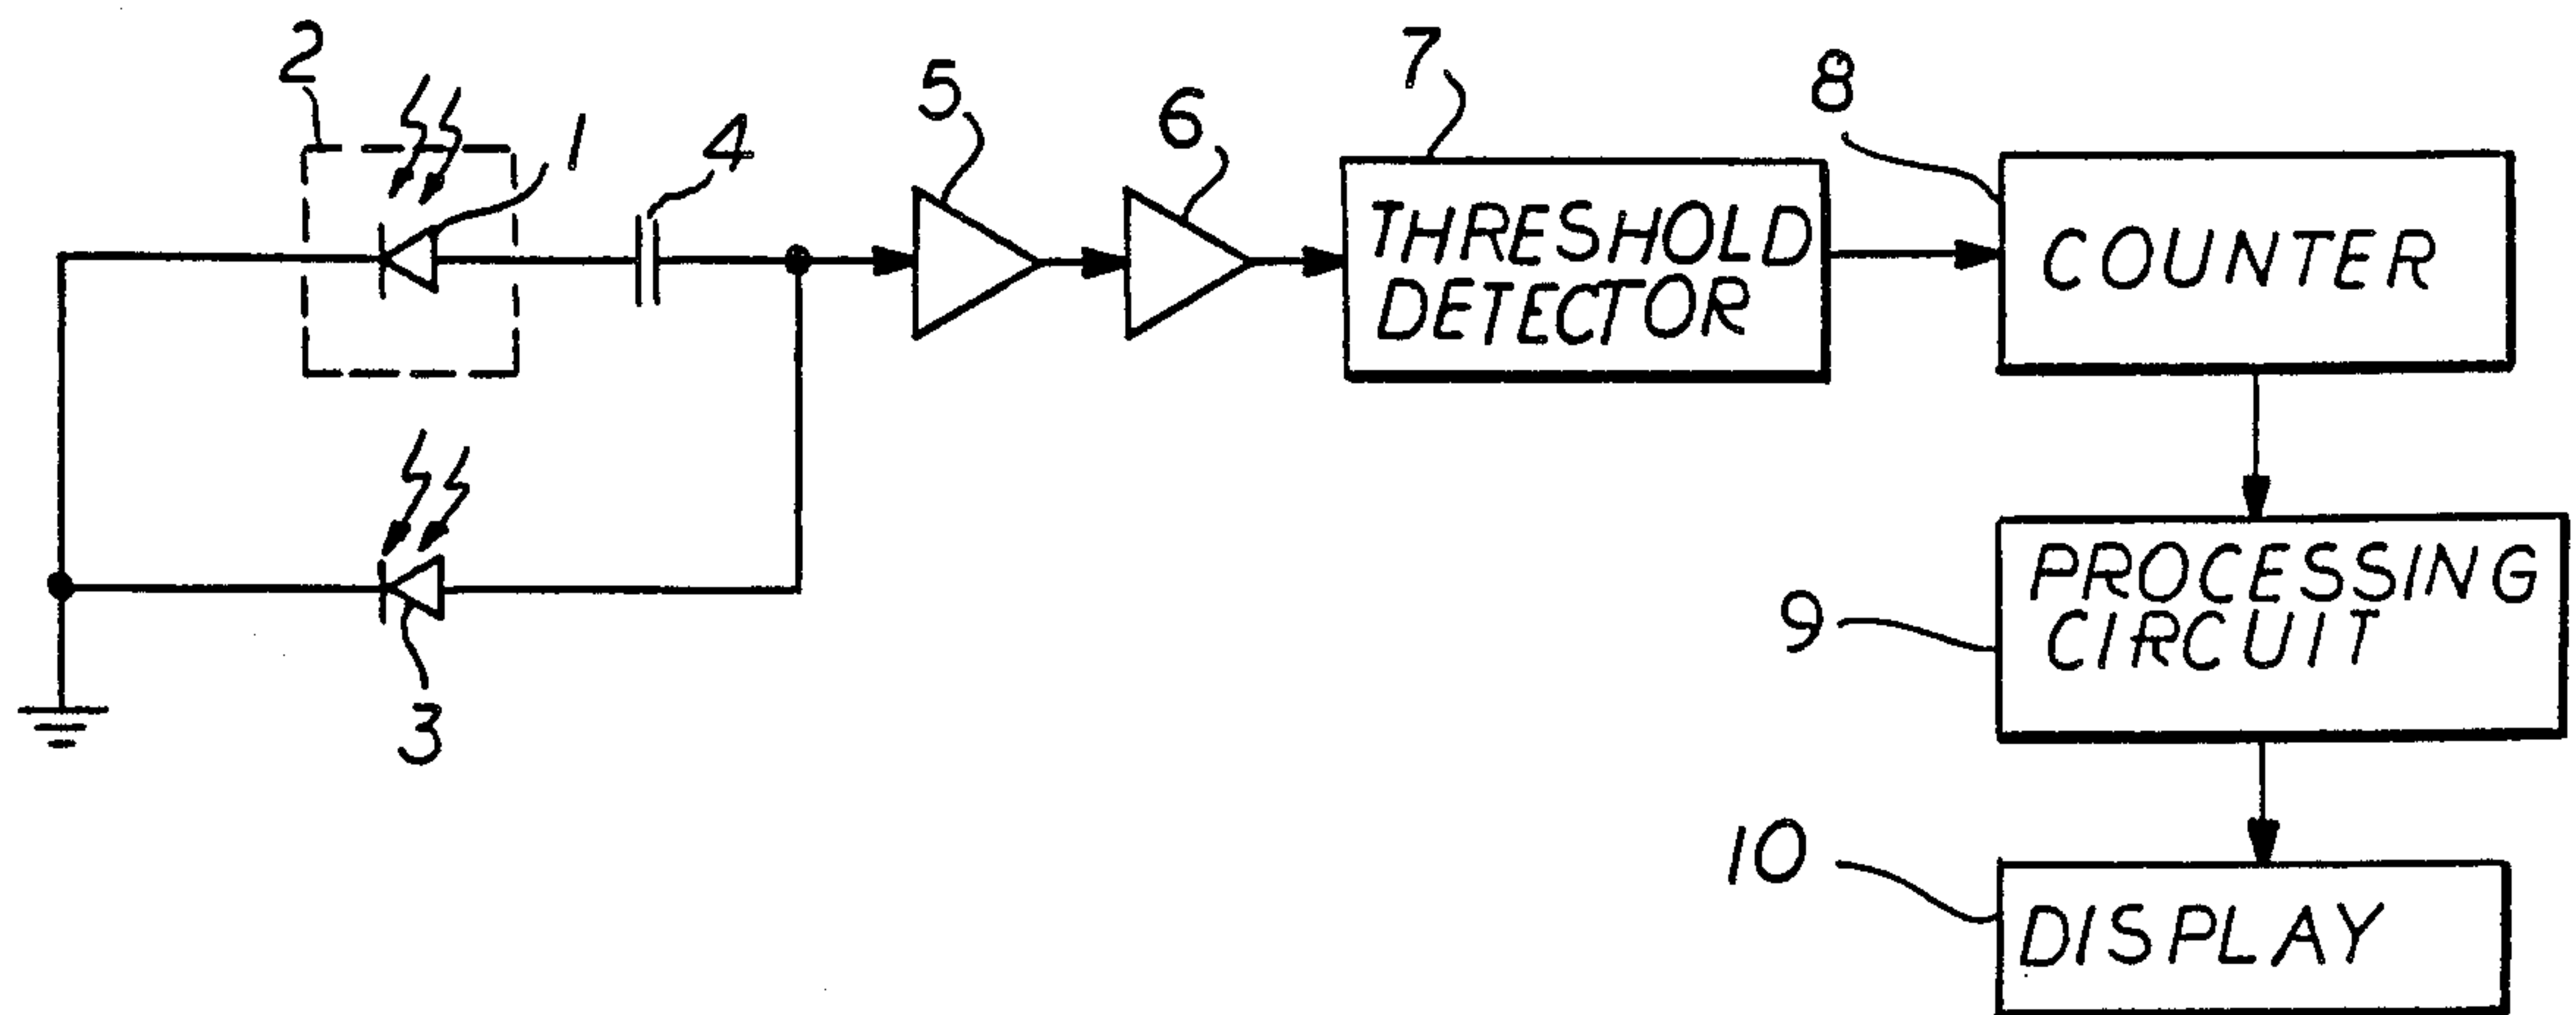 2
1
4
5
6
7
8
THRESHOLD
DETECTOR
COUNTER
3
9
PROCESSING
CIRCUIT
10
DISPLAY